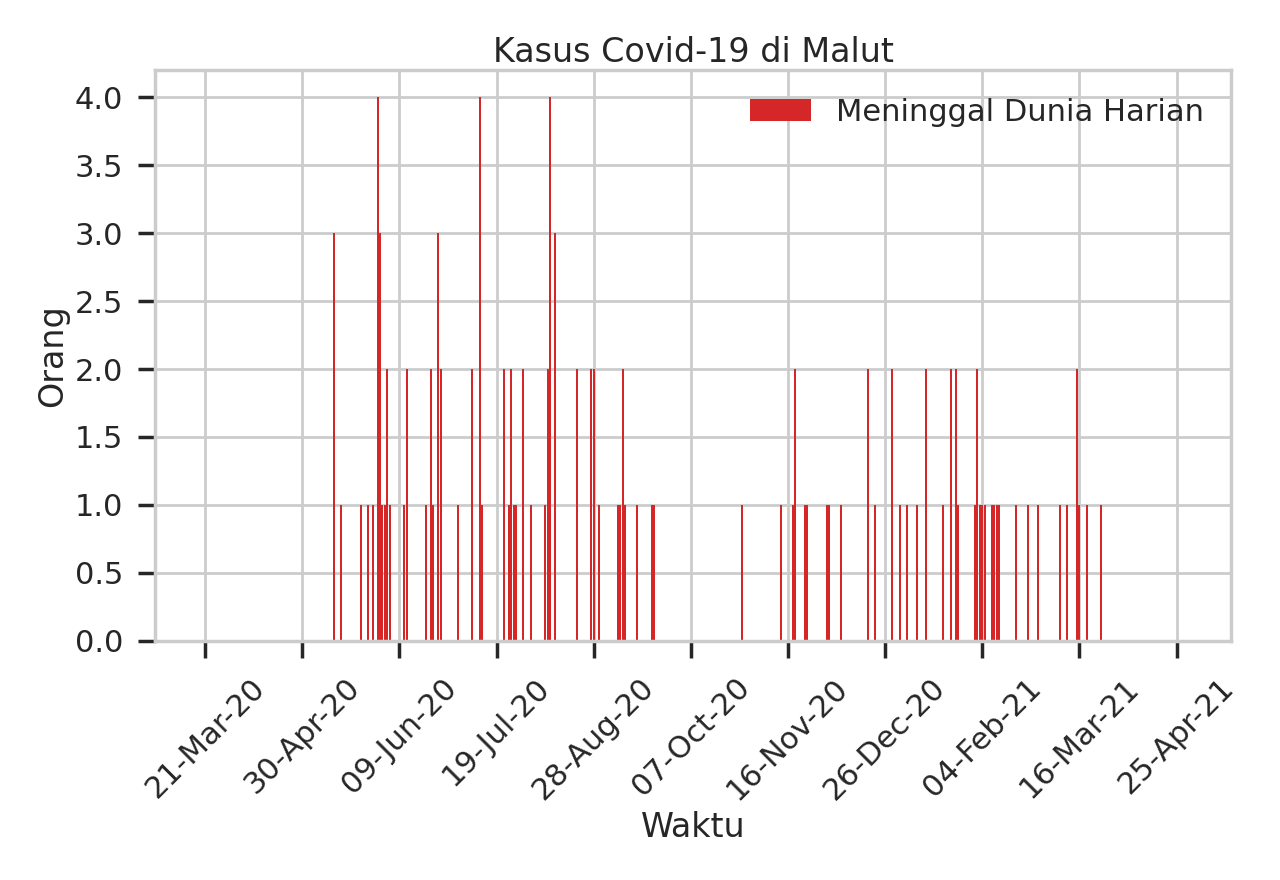 Kasus Covid-19 di Malut
Meninggal Dunia Harian
Orang
4.0
3.5
3.0
2.5
2.0
1.5
1.0
0.5
0.0
21-Mar-20
30-Apr-20
09-Jun-20
19-Jul-20
28-Aug-20
07-Oct-20
16-Nov-20
26-Dec-20
04-Feb-21
16-Mar-21
25-Apr-21
Waktu